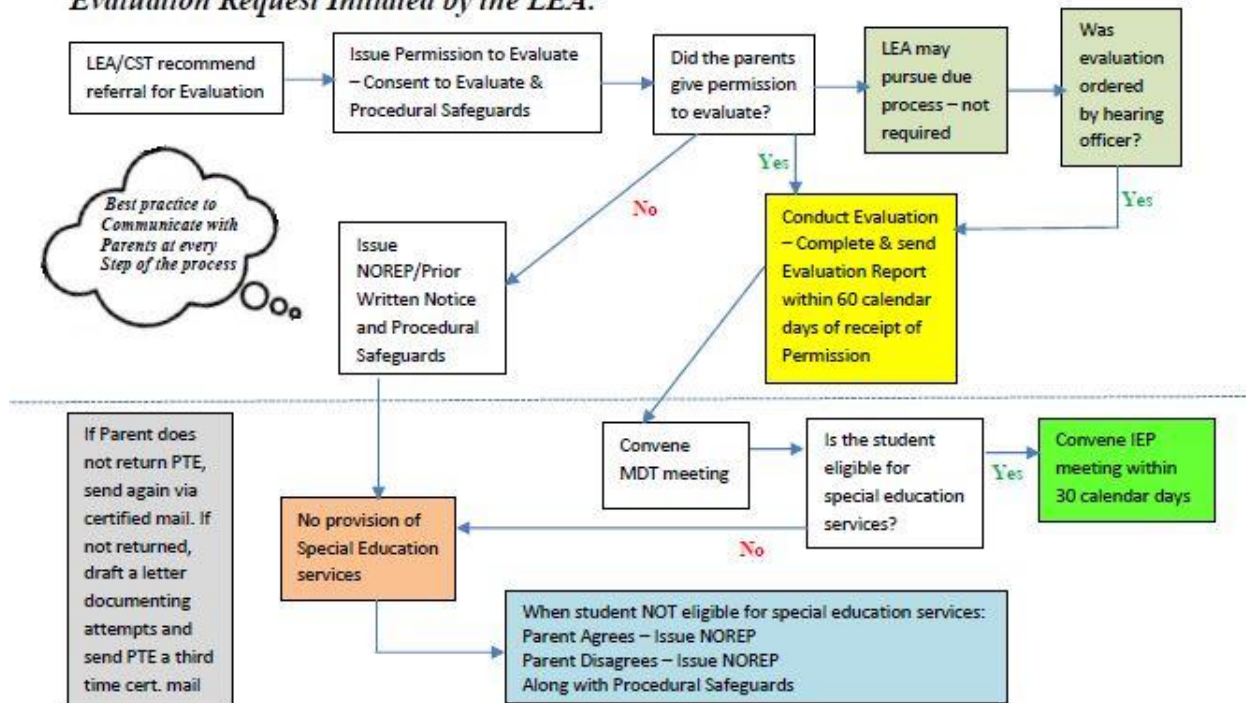 Evaluation Request Initiated by the LEA:
LEA/CST recommend
referral for Evaluation
Issue Permission to Evaluate
– Consent to Evaluate &
Procedural Safeguards
Did the parents
give permission
to evaluate?
LEA may
pursue due
process – not
required
Was
evaluation
ordered
by hearing
officer?
Yes
Yes
No
Best practice to
Communicate with
Parents at every
Step of the process
Issue
NOREP/Prior
Written Notice
and Procedural
Safeguards
Conduct Evaluation
– Complete & send
Evaluation Report
within 60 calendar
days of receipt of
Permission
If Parent does
not return PTE,
send again via
certified mail. If
not returned,
draft a letter
documenting
attempts and
send PTE a third
time cert. mail
Convene
MDT meeting
Is the student
eligible for
special education
services?
Yes
Convene IEP
meeting within
30 calendar days
No
No provision of
Special Education
services
When student NOT eligible for special education services:
Parent Agrees – Issue NOREP
Parent Disagrees – Issue NOREP
Along with Procedural Safeguards